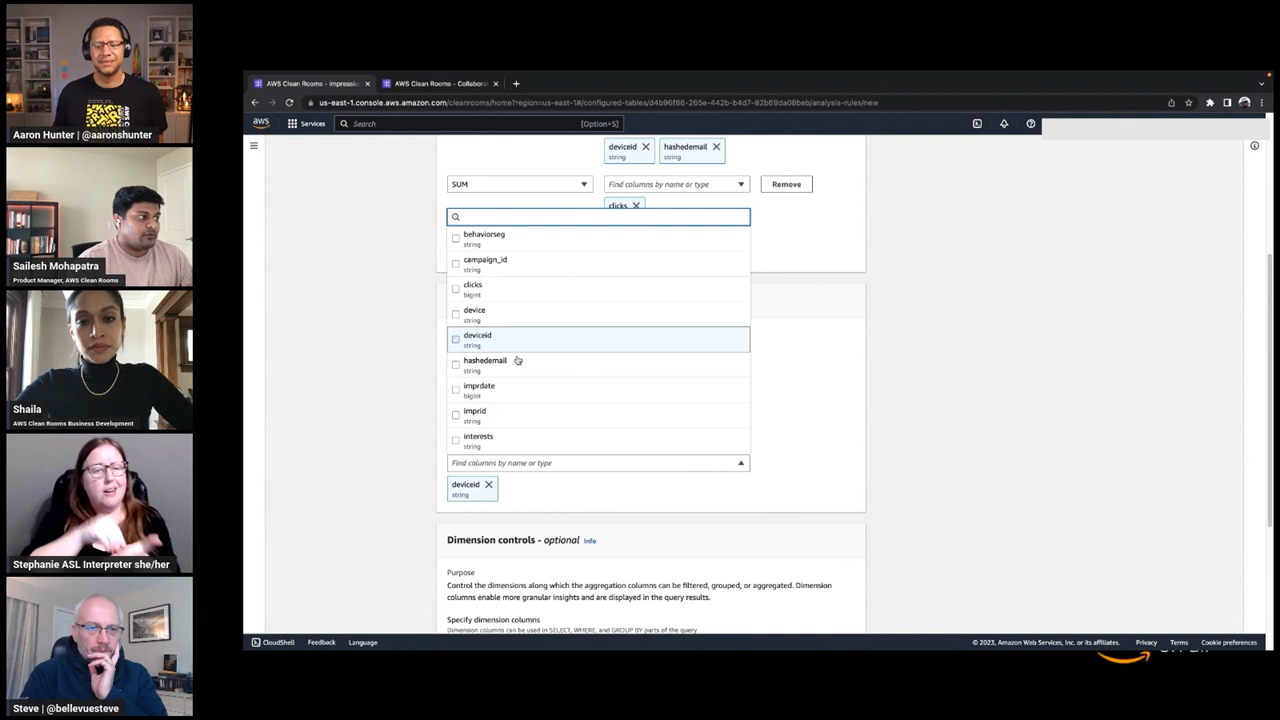 Aaron Hunter | @aaronshunter
Sailesh Mohapatra
Product Manager, AWS Clean Rooms
Shaila
AWS Clean Rooms Business Development
Stephanie ASL Interpreter she/her
Steve | @bellevuesteve
AWS Clean Rooms - impressio
AWS Clean Rooms - Collabora
us-east-1.console.aws.amazon.com/cleanrooms/home?region=us-east-1#/configured-tables/d4b96f86-265e-442b-b4d7-82b69da08beb/analysis-rules/new
aws
Services
Search
[Option+S]
deviceid
string
hashedemail
string
SUM
Find columns by name or type
Remove
clicks
behaviorseg
string
campaign_id
string
clicks
bigint
device
string
deviceid
string
hashedemail
string
imprdate
bigint
imprid
string
interests
string
Find columns by name or type
deviceid
string
Dimension controls - optional Info
Purpose
Control the dimensions along which the aggregation columns can be filtered, grouped, or aggregated. Dimension
columns enable more granular insights and are displayed in the query results.
Specify dimension columns
Dimension columns can be used in SELECT, WHERE, and GROUP BY parts of the query.
CloudShell
Feedback
Language
© 2023, Amazon Web Services, Inc. or its affiliates.
Privacy
Terms
Cookie preferences